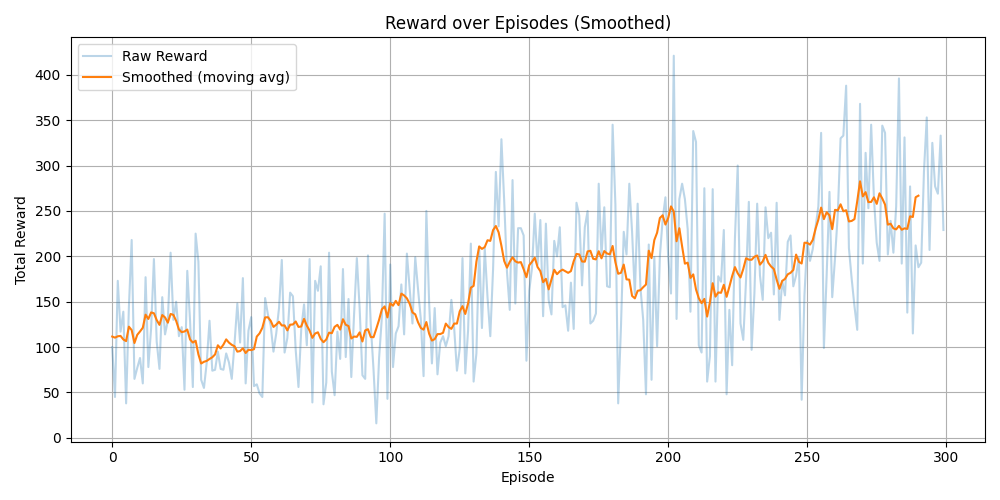 Reward over Episodes (Smoothed)
Raw Reward
Smoothed (moving avg)
Total Reward
400
350
300
250
200
150
100
50
0
0 50 100 150 200 250 300
Episode